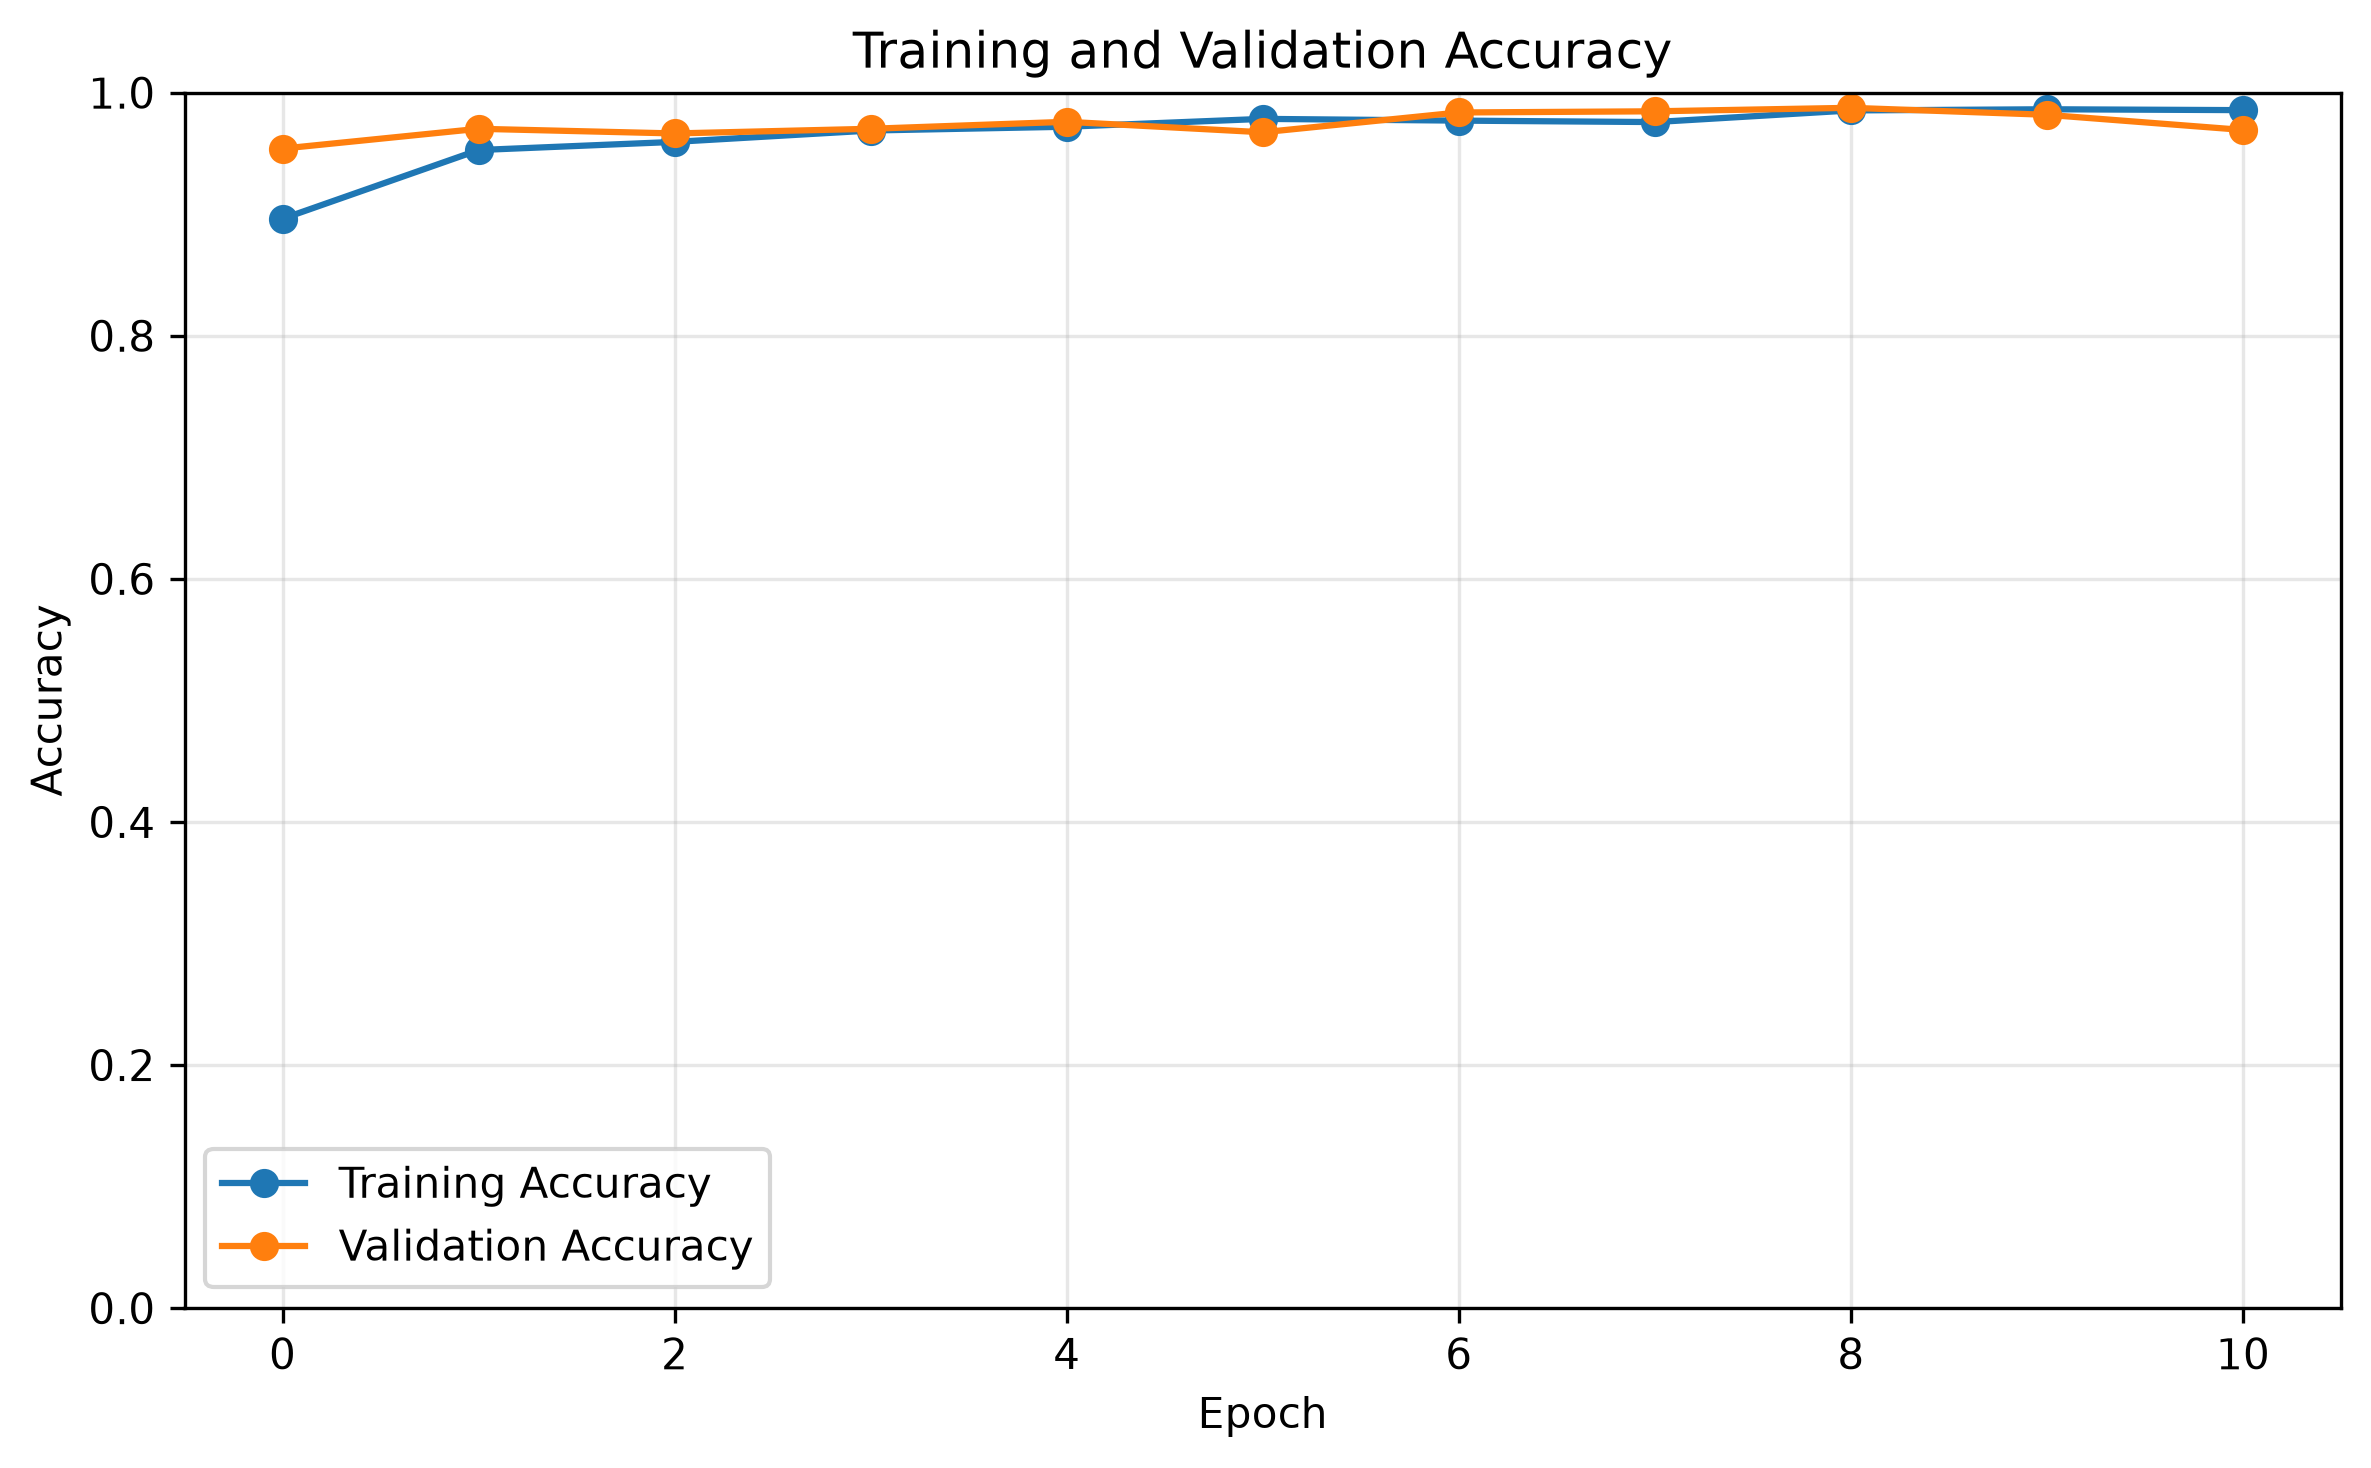 Training and Validation Accuracy
1.0
0.8
0.6
0.4
0.2
0.0
Accuracy
Training Accuracy
Validation Accuracy
0 2 4 6 8 10
Epoch